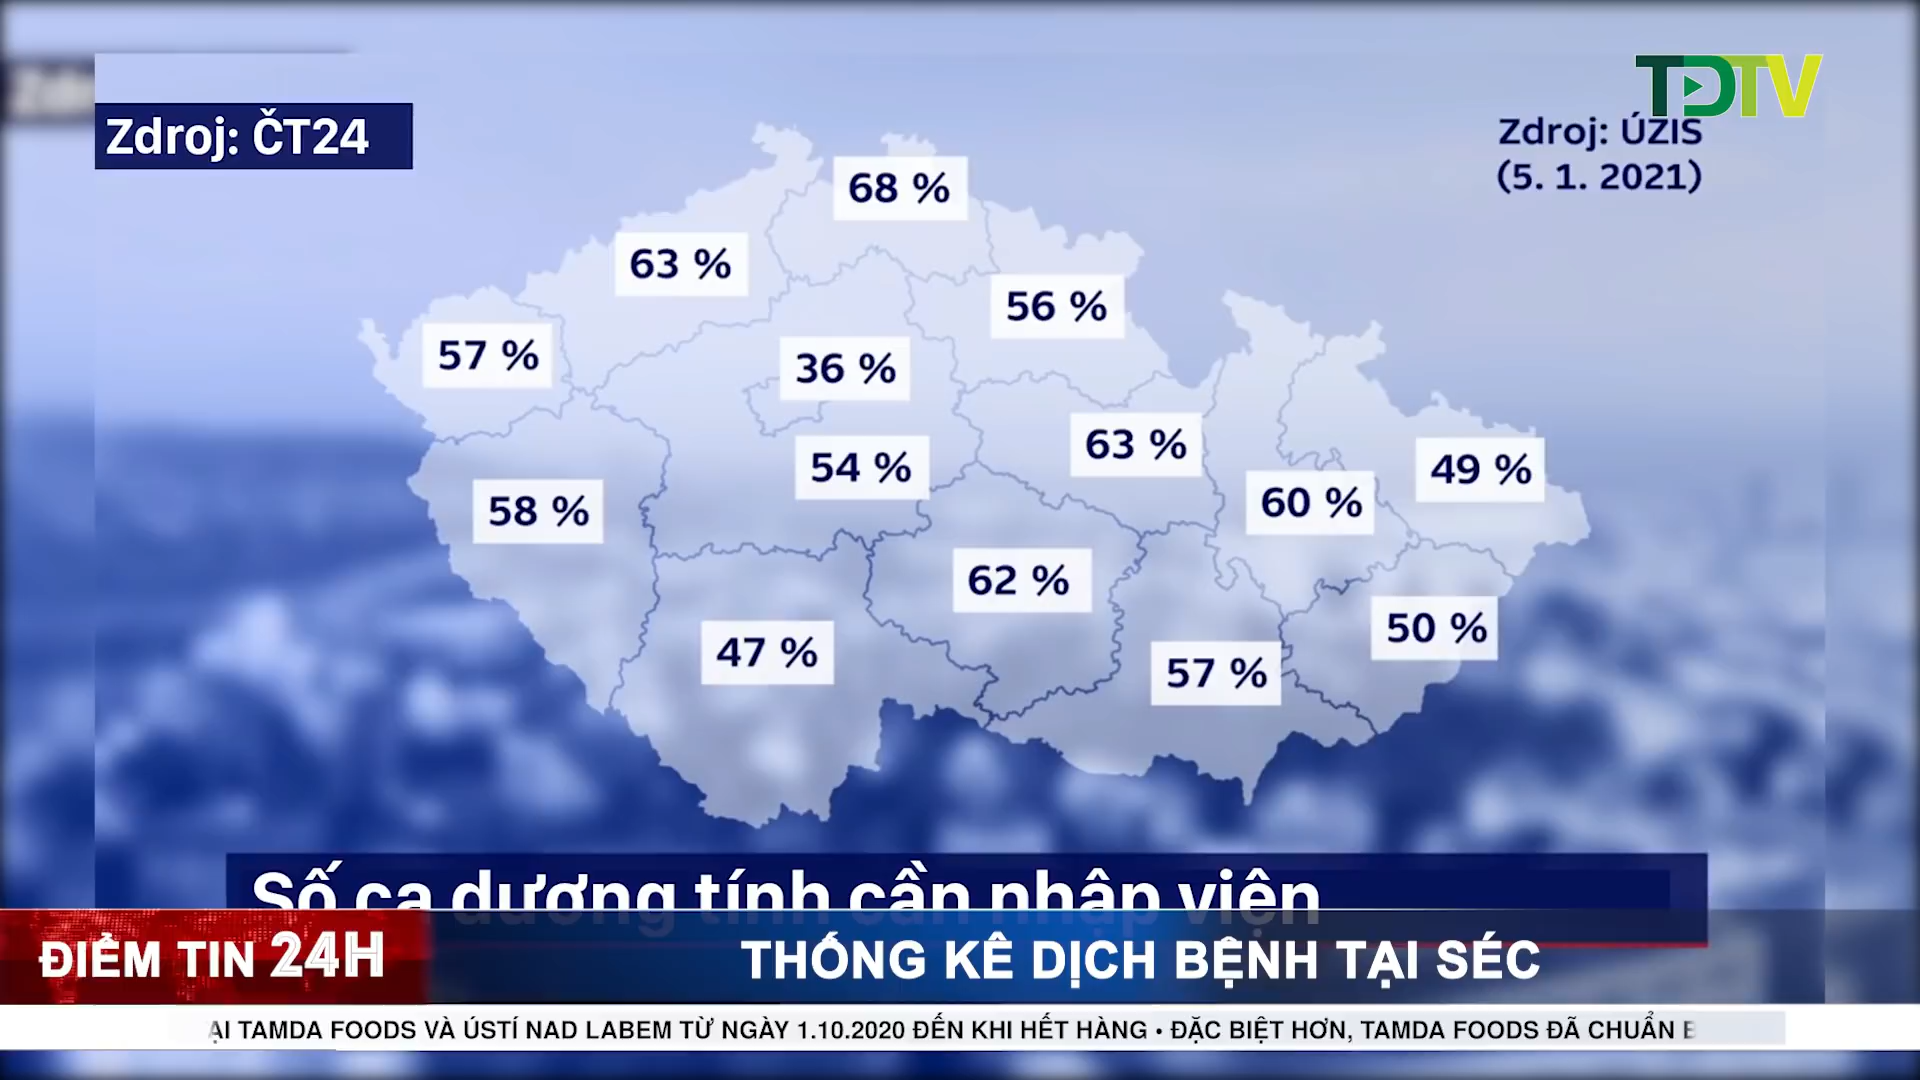 TDTV
Zdroj: ČT24
Zdroj: ÚZIS
(5. 1. 2021)
68 %
63 %
56 %
57 %
36 %
63 %
54 %
49 %
60 %
58 %
62 %
50 %
47 %
57 %
Số ca dương tính cần nhập viện
ĐIỂM TIN 24H
THỐNG KÊ DỊCH BỆNH TẠI SÉC
ẠI TAMDA FOODS VÀ ÚSTÍ NAD LABEM TỪ NGÀY 1.10.2020 ĐẾN KHI HẾT HÀNG • ĐẶC BIỆT HƠN, TAMDA FOODS ĐÃ CHUẨN